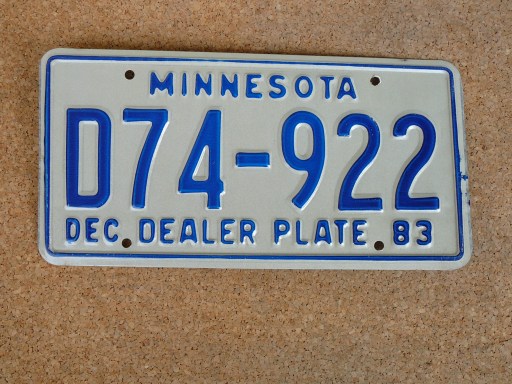 MINNESOTA
D74-922
DEC DEALER PLATE 83